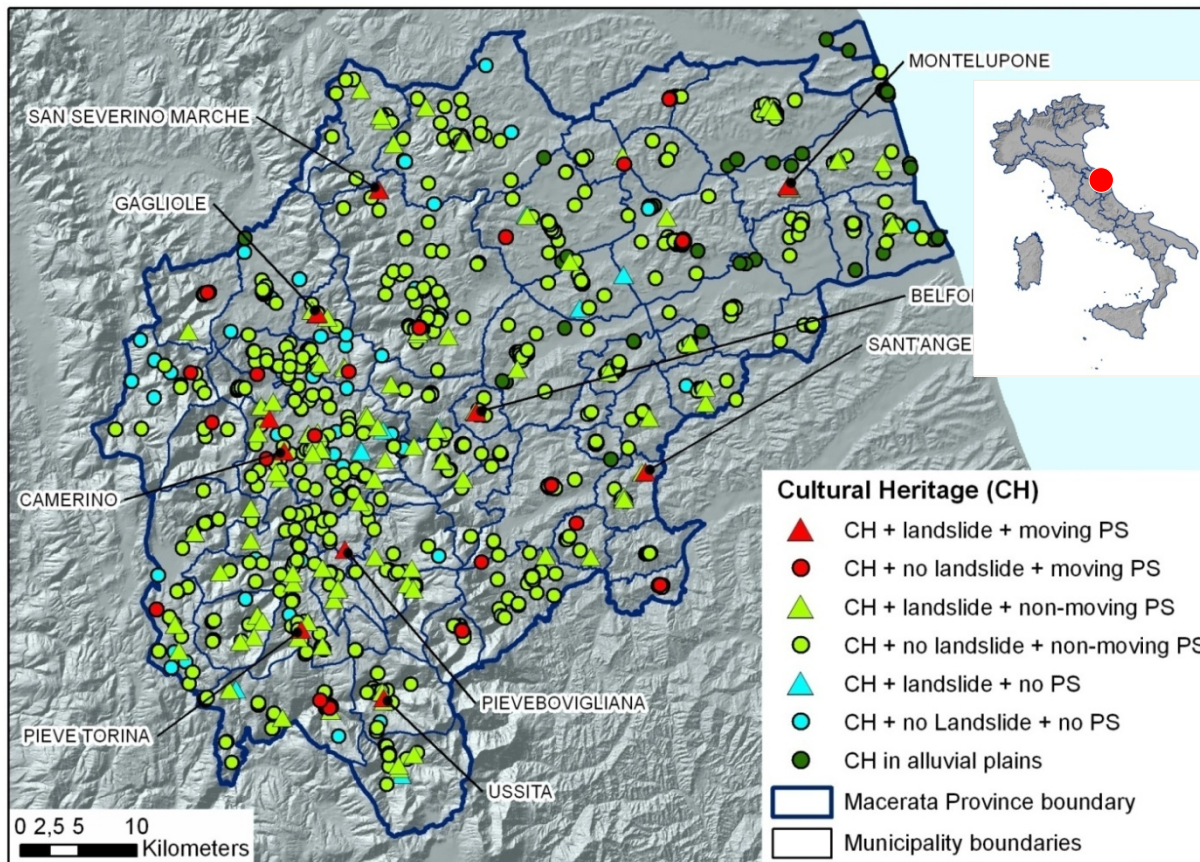 MONTELUPONE
SAN SEVERINO MARCHE
GAGLIOLE
BELFO
SANT'ANGE
CAMERINO
PIEVE TORINA
PIEVEBOVIGLIANA
USSITA
Cultural Heritage (CH)
CH + landslide + moving PS
CH + no landslide + moving PS
CH + landslide + non-moving PS
CH + no landslide + non-moving PS
CH + landslide + no PS
CH + no Landslide + no PS
CH in alluvial plains
Macerata Province boundary
Municipality boundaries
0 2,5 5 10
Kilometers